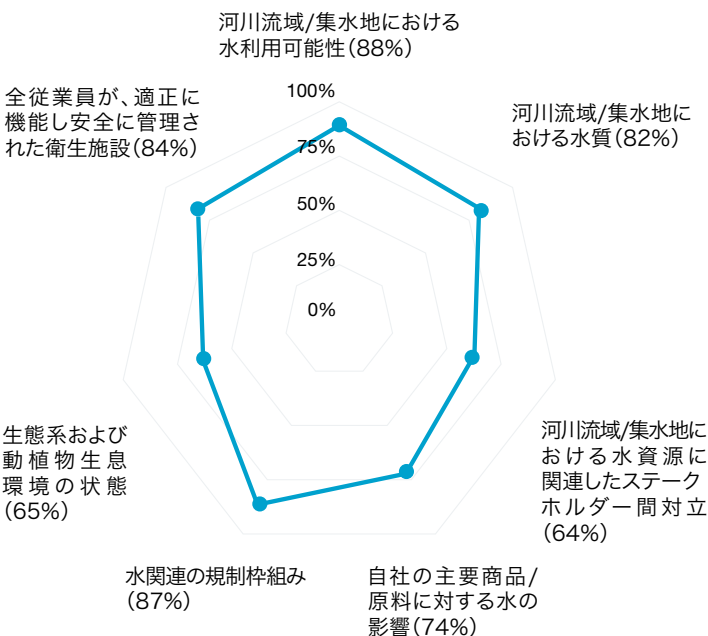 河川流域/集水地における
水利用可能性(88%)
全従業員が、適正に
機能し安全に管理さ
れた衛生施設(84%)
河川流域/集水地に
おける水質(82%)
100%
75%
50%
25%
0%
生態系および
動植物生息
環境の状態
(65%)
河川流域/集水地に
おける水資源に
関連したステーク
ホルダー間対立
(64%)
水関連の規制枠組み
(87%)
自社の主要商品/
原料に対する水の
影響(74%)